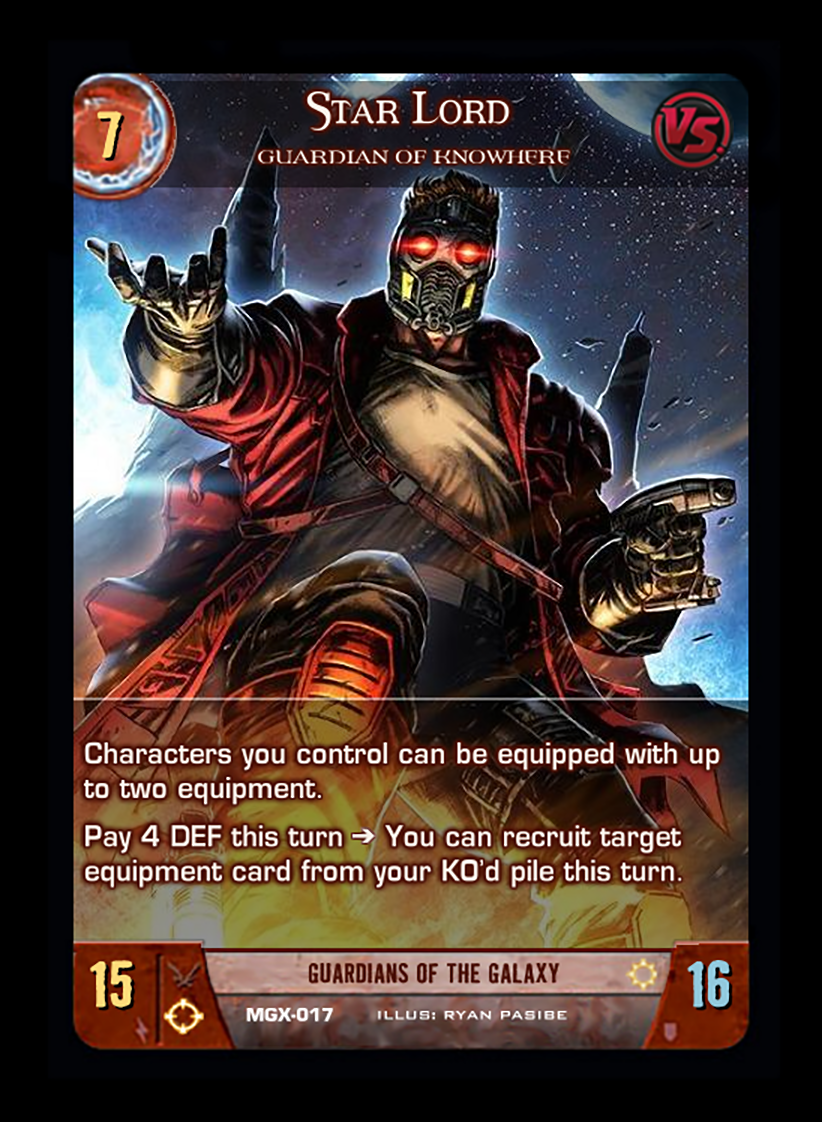 7
STAR LORD
VS.
GUARDIAN OF KNOWHERE
Characters you control can be equipped with up
to two equipment.
Pay 4 DEF this turn ➔ You can recruit target
equipment card from your KO'd pile this turn.
15
GUARDIANS OF THE GALAXY
16
MGX-017 ILLUS: RYAN PASIBE